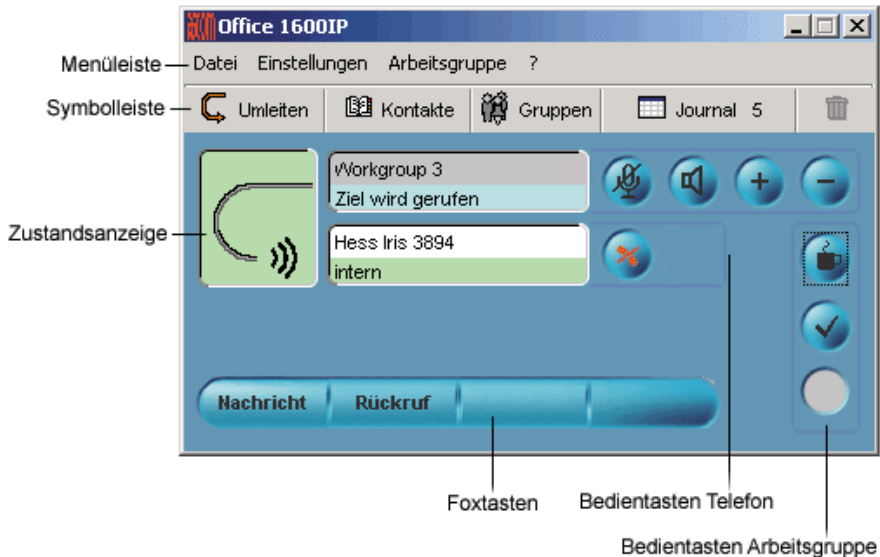 ascom Office 1600IP
Menüleiste
Datei Einstellungen Arbeitsgruppe ?
Symbolleiste
Umleiten Kontakte Gruppen Journal 5
Workgroup 3
Ziel wird gerufen
Zustandsanzeige
Hess Iris 3894
intern
Nachricht Rückruf
Foxtasten
Bedientasten Telefon
Bedientasten Arbeitsgruppe